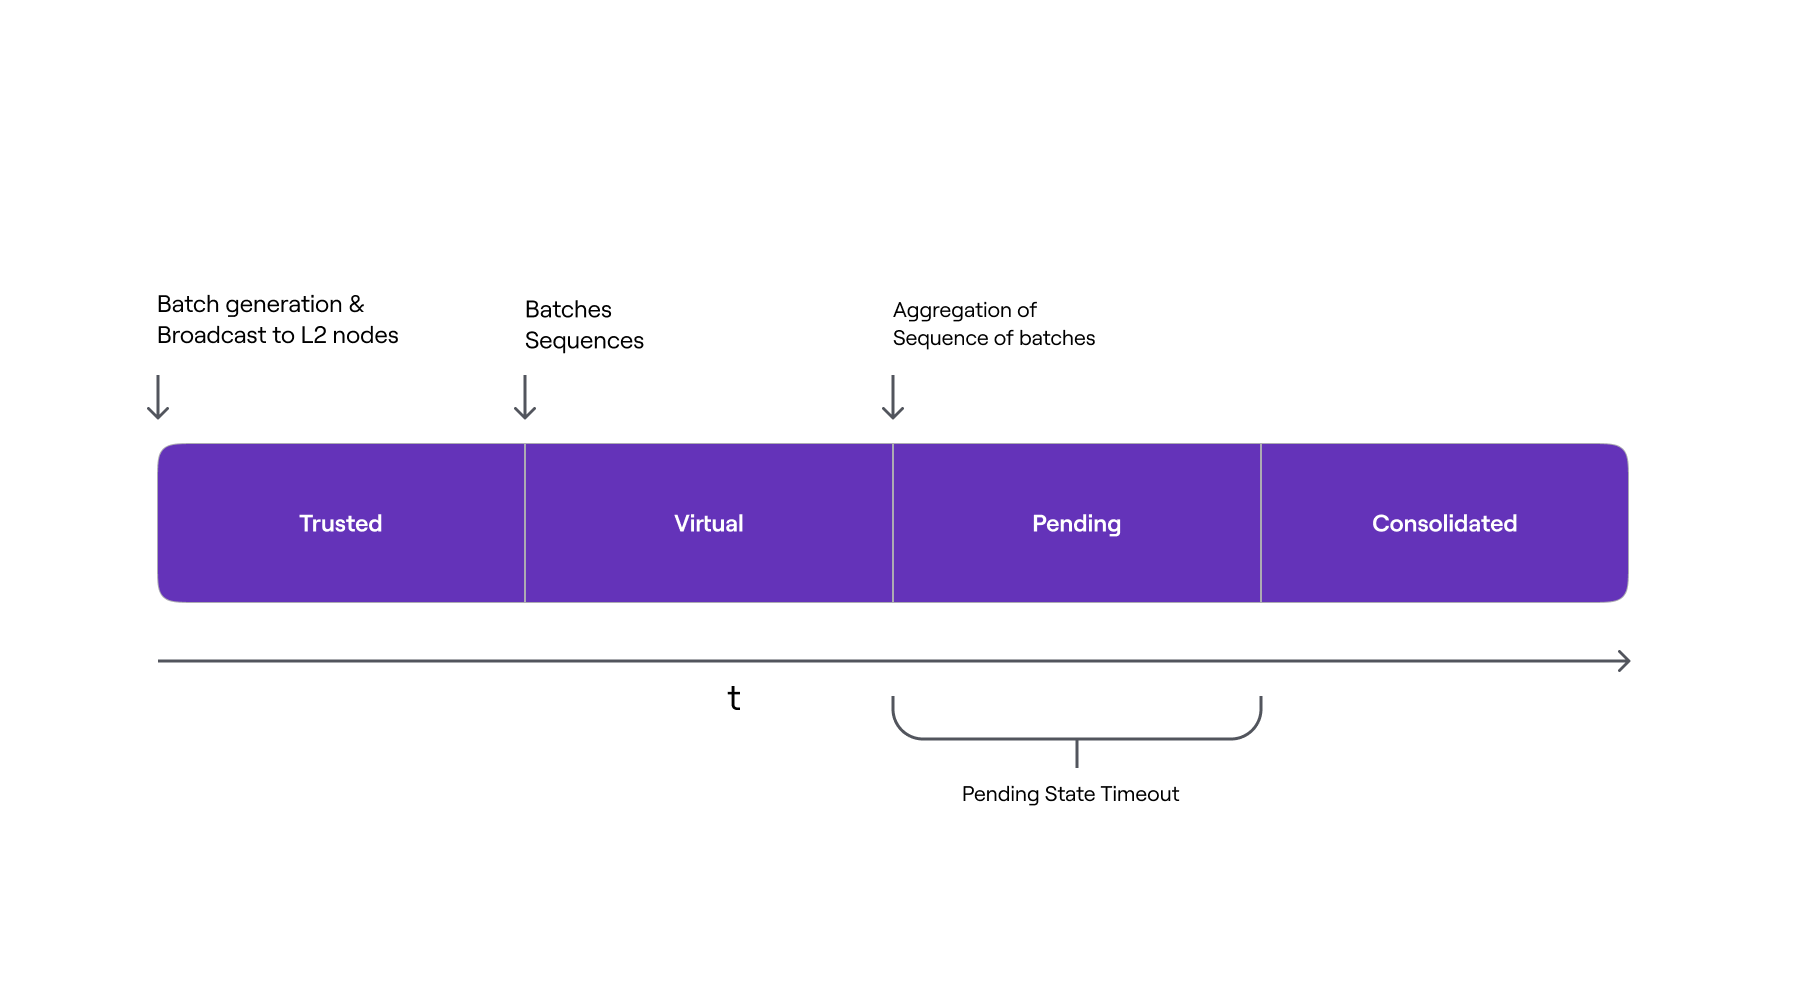 Batch generation &
Broadcast to L2 nodes
Batches
Sequences
Aggregation of
Sequence of batches
Trusted
Virtual
Pending
Consolidated
t
Pending State Timeout